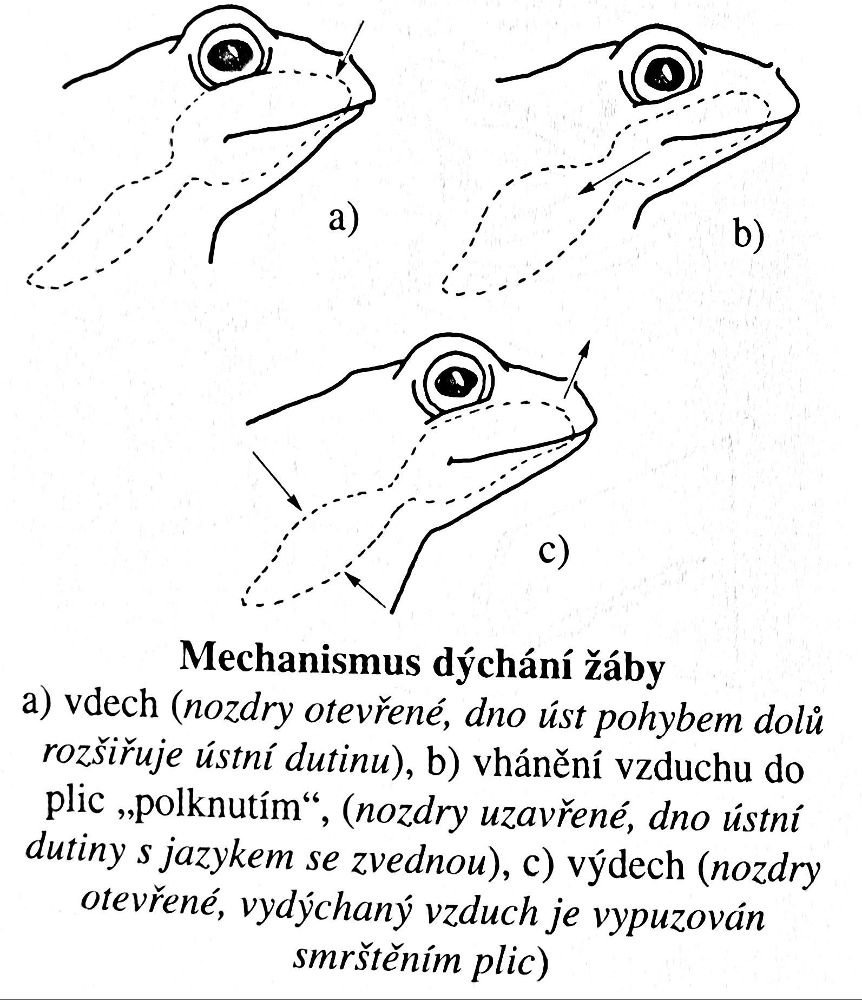 a)
b)
c)
Mechanismus dýchání žáby
a) vdech (nozdry otevřené, dno úst pohybem dolů
rozšiřuje ústní dutinu), b) vhánění vzduchu do
plic „polknutím“, (nozdry uzavřené, dno ústní
dutiny s jazykem se zvednou), c) výdech (nozdry
otevřené, vydýchaný vzduch je vypuzován
smrštěním plic)